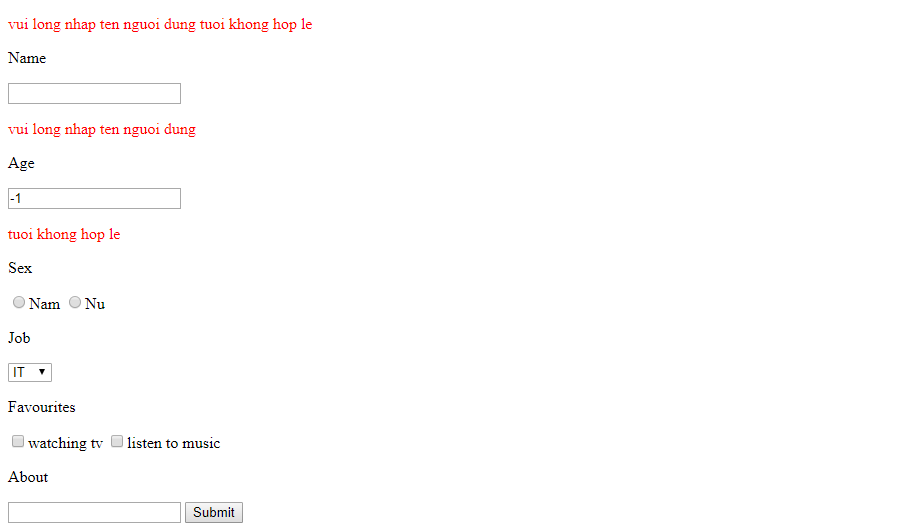 vui long nhap ten nguoi dung tuoi khong hop le
Name
vui long nhap ten nguoi dung
Age
-1
tuoi khong hop le
Sex
Nam Nu
Job
IT
Favourites
watching tv listen to music
About
Submit